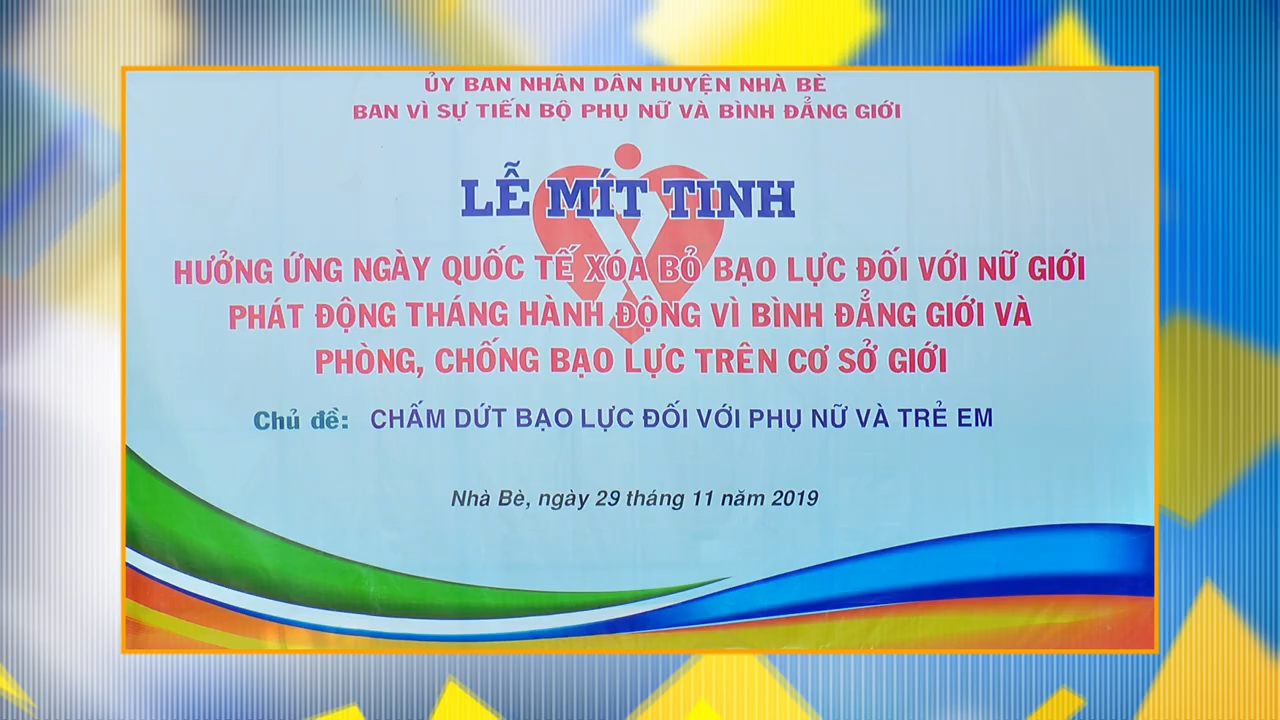 ỦY BAN NHÂN DÂN HUYỆN NHÀ BÈ
BAN VÌ SỰ TIẾN BỘ PHỤ NỮ VÀ BÌNH ĐẲNG GIỚI
LỄ MÍT TINH
HƯỞNG ỨNG NGÀY QUỐC TẾ XÓA BỎ BẠO LỰC ĐỐI VỚI NỮ GIỚI
PHÁT ĐỘNG THÁNG HÀNH ĐỘNG VÌ BÌNH ĐẲNG GIỚI VÀ
PHÒNG, CHỐNG BẠO LỰC TRÊN CƠ SỞ GIỚI
Chủ đề: CHẤM DỨT BẠO LỰC ĐỐI VỚI PHỤ NỮ VÀ TRẺ EM
Nhà Bè, ngày 29 tháng 11 năm 2019